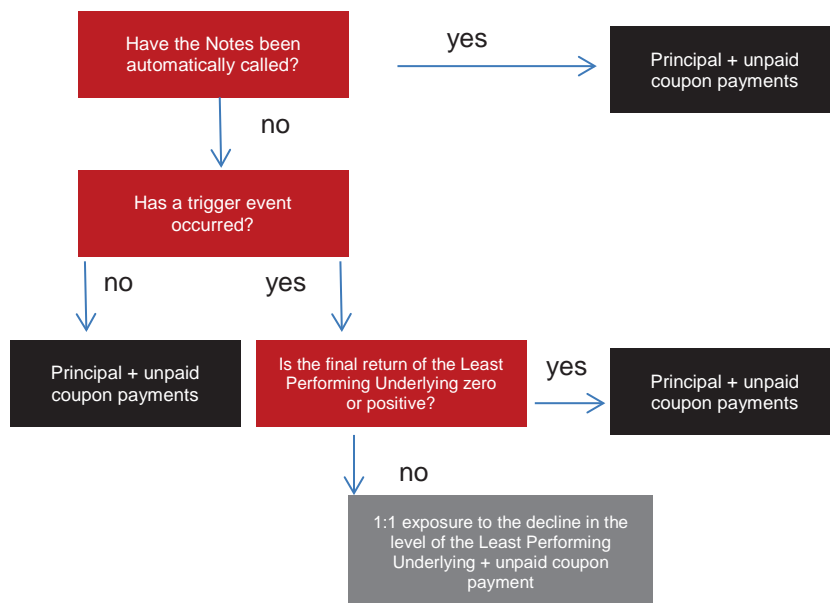 Have the Notes been
automatically called?
yes
Principal + unpaid
coupon payments
no
Has a trigger event
occurred?
no
yes
Principal + unpaid
coupon payments
Is the final return of the Least
Performing Underlying zero
or positive?
yes
Principal + unpaid
coupon payments
no
1:1 exposure to the decline in the
level of the Least Performing
Underlying + unpaid coupon
payment